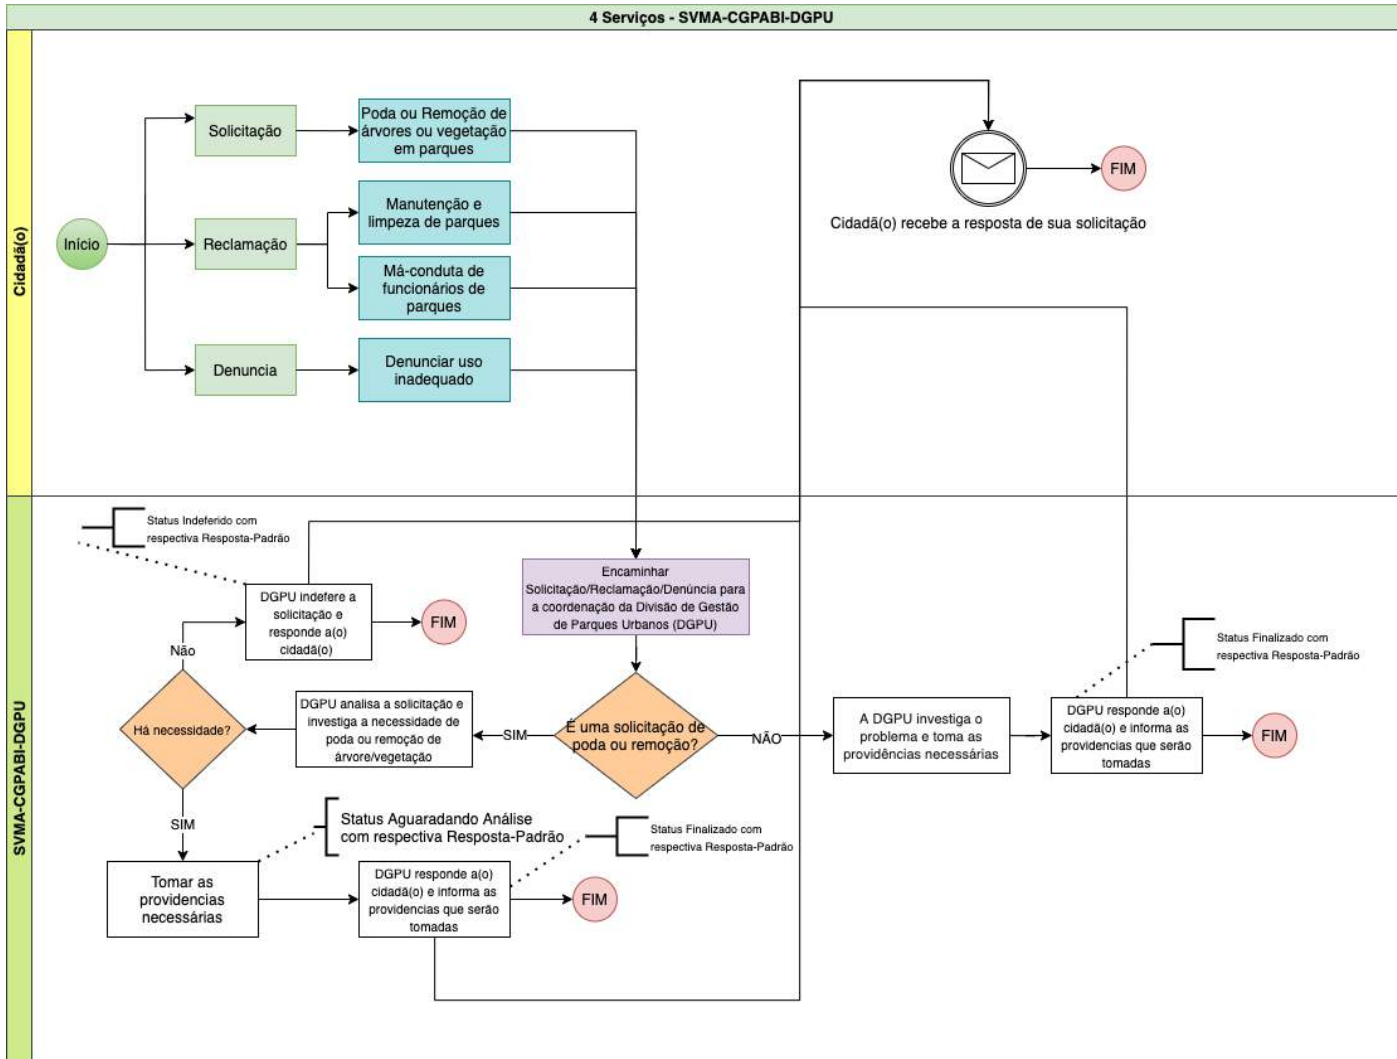 4 Serviços - SVMA-CGPABI-DGPU
Cidadã(o)
Início
Solicitação
Poda ou Remoção de
árvores ou vegetação
em parques
Reclamação
Manutenção e
limpeza de parques
Má-conduta de
funcionários de
parques
Denuncia
Denunciar uso
inadequado
FIM
Cidadã(o) recebe a resposta de sua solicitação
SVMA-CGPABI-DGPU
Status Indeferido com
respectiva Resposta-Padrão
DGPU indefere a
solicitação e
responde a(o)
cidadã(o)
FIM
Encaminhar
Solicitação/Reclamação/Denúncia para
a coordenação da Divisão de Gestão
de Parques Urbanos (DGPU)
Status Finalizado com
respectiva Resposta-Padrão
Não
Há necessidade?
DGPU analisa a solicitação e
investiga a necessidade de
poda ou remoção de
árvore/vegetação
SIM
É uma solicitação de
poda ou remoção?
NÃO
A DGPU investiga o
problema e toma as
providências necessárias
DGPU responde a(o)
cidadã(o) e informa as
providencias que serão
tomadas
FIM
SIM
Status Aguaradando Análise
com respectiva Resposta-Padrão
Status Finalizado com
respectiva Resposta-Padrão
Tomar as
providencias
necessárias
DGPU responde a(o)
cidadã(o) e informa as
providencias que serão
tomadas
FIM